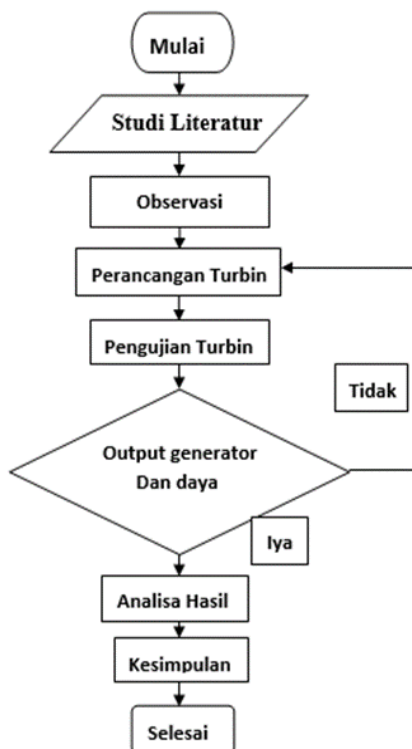 Mulai
Studi Literatur
Observasi
Perancangan Turbin
Pengujian Turbin
Tidak
Output generator
Dan daya
Iya
Analisa Hasil
Kesimpulan
Selesai